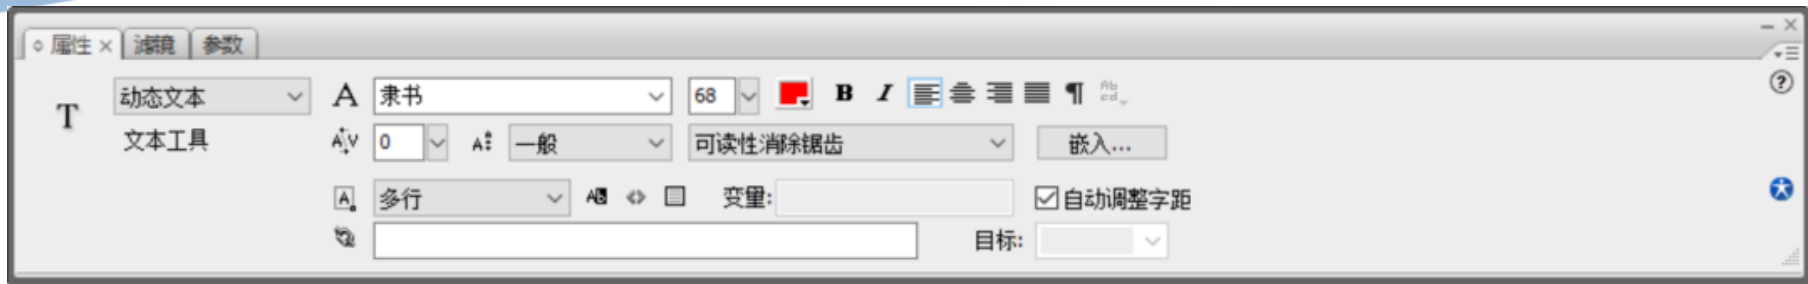 属性 滤镜 参数
T 动态文本 A 隶书 68 B I
文本工具 A V 0 A 一般 可读性消除锯齿 嵌入...
A 多行 AB <> 变量: 自动调整字距
目标: